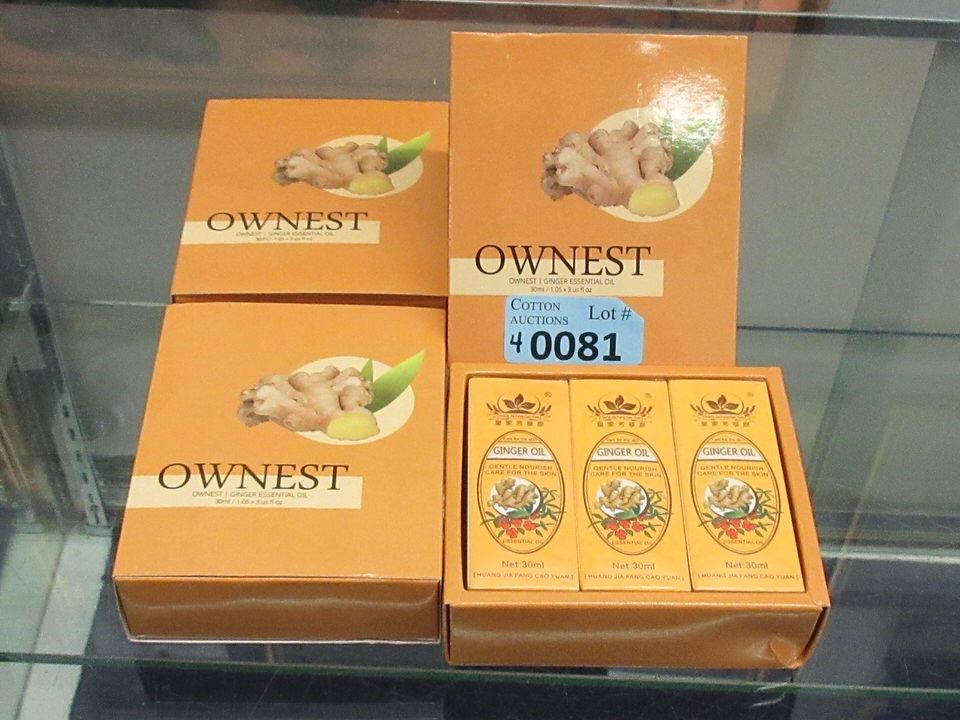 OWNEST
OWNEST | GINGER ESSENTIAL OIL
30ml / 1.05 × 3 us fl oz
OWNEST
OWNEST | GINGER ESSENTIAL OIL
30ml / 1.05 × 3 us fl oz
COTTON AUCTIONS
Lot #
4 0081
OWNEST
OWNEST | GINGER ESSENTIAL OIL
30ml / 1.05 × 3 us fl oz
®
GINGER OIL
GENTLE NOURISH
CARE FOR THE SKIN
ESSENTIAL OIL
Net:30ml
[HUANG JIA FANG CAO YUAN]
®
GINGER OIL
GENTLE NOURISH
CARE FOR THE SKIN
ESSENTIAL OIL
Net:30ml
[HUANG JIA FANG CAO YUAN]
®
GINGER OIL
GENTLE NOURISH
CARE FOR THE SKIN
ESSENTIAL OIL
Net:30ml
[HUANG JIA FANG CAO YUAN]